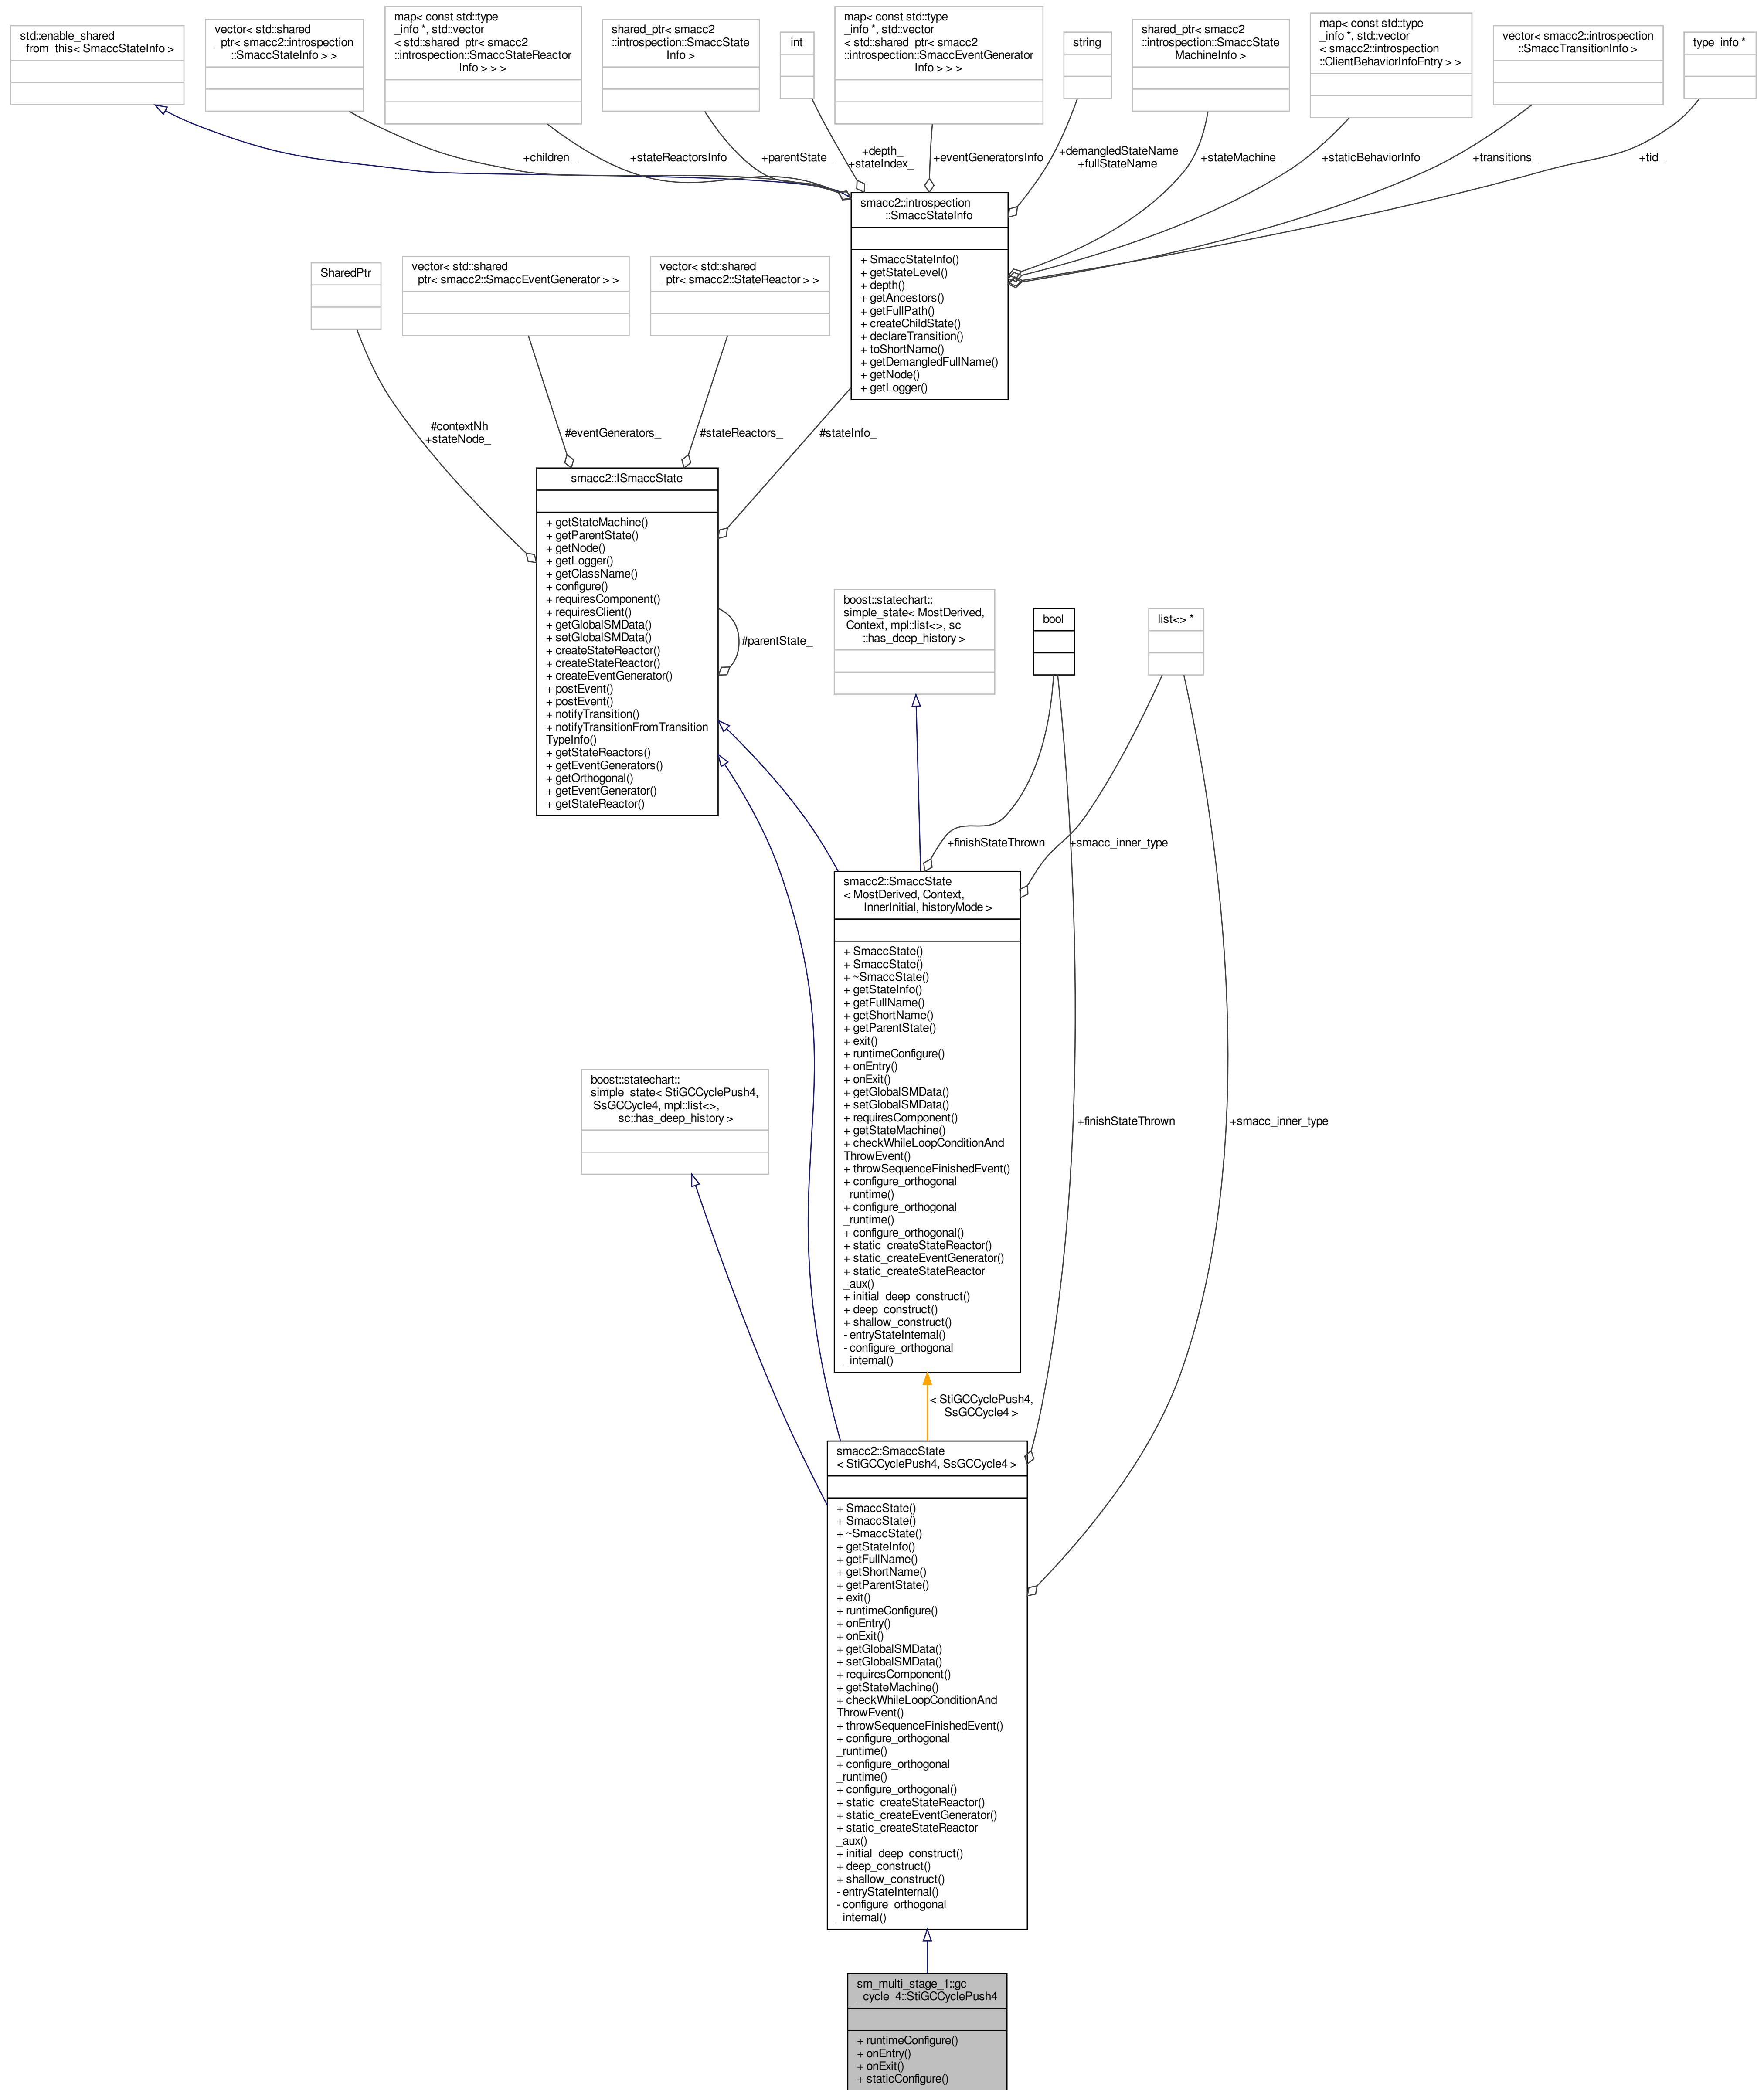 std::enable_shared
_from_this< SmaccStateInfo >
vector< std::shared
_ptr< smacc2::introspection
::SmaccStateInfo > >
map< const std::type
_info *, std::vector
< std::shared_ptr< smacc2
::introspection::SmaccStateReactor
Info > > >
shared_ptr< smacc2
::introspection::SmaccState
Info >
int
map< const std::type
_info *, std::vector
< std::shared_ptr< smacc2
::introspection::SmaccEventGenerator
Info > > >
string
shared_ptr< smacc2
::introspection::SmaccState
MachineInfo >
map< const std::type
_info *, std::vector
< smacc2::introspection
::ClientBehaviorInfoEntry > >
vector< smacc2::introspection
::SmaccTransitionInfo >
type_info *
+children_
+stateReactorsInfo
+parentState_
+depth_
+stateIndex_
+eventGeneratorsInfo
+demangledStateName
+fullStateName
+stateMachine_
+staticBehaviorInfo
+transitions_
+tid_
smacc2::introspection
::SmaccStateInfo
+ SmaccStateInfo()
+ getStateLevel()
+ depth()
+ getAncestors()
+ getFullPath()
+ createChildState()
+ declareTransition()
+ toShortName()
+ getDemangledFullName()
+ getNode()
+ getLogger()
SharedPtr
vector< std::shared
_ptr< smacc2::SmaccEventGenerator > >
vector< std::shared
_ptr< smacc2::StateReactor > >
#contextNh
+stateNode_
#eventGenerators_
#stateReactors_
#stateInfo_
smacc2::ISmaccState
+ getStateMachine()
+ getParentState()
+ getNode()
+ getLogger()
+ getClassName()
+ configure()
+ requiresComponent()
+ requiresClient()
+ getGlobalSMData()
+ setGlobalSMData()
+ createStateReactor()
+ createStateReactor()
+ createEventGenerator()
+ postEvent()
+ postEvent()
+ notifyTransition()
+ notifyTransitionFromTransition
TypeInfo()
+ getStateReactors()
+ getEventGenerators()
+ getOrthogonal()
+ getEventGenerator()
+ getStateReactor()
#parentState_
boost::statechart::
simple_state< MostDerived,
Context, mpl::list<>, sc
::has_deep_history >
bool
list<> *
+finishStateThrown
+smacc_inner_type
smacc2::SmaccState
< MostDerived, Context,
InnerInitial, historyMode >
+ SmaccState()
+ SmaccState()
+ ~SmaccState()
+ getStateInfo()
+ getFullName()
+ getShortName()
+ getParentState()
+ exit()
+ runtimeConfigure()
+ onEntry()
+ onExit()
+ getGlobalSMData()
+ setGlobalSMData()
+ requiresComponent()
+ getStateMachine()
+ checkWhileLoopConditionAnd
ThrowEvent()
+ throwSequenceFinishedEvent()
+ configure_orthogonal
_runtime()
+ configure_orthogonal
_runtime()
+ configure_orthogonal()
+ static_createStateReactor()
+ static_createEventGenerator()
+ static_createStateReactor
_aux()
+ initial_deep_construct()
+ deep_construct()
+ shallow_construct()
- entryStateInternal()
- configure_orthogonal
_internal()
boost::statechart::
simple_state< StiGCCyclePush4,
SsGCCycle4, mpl::list<>,
sc::has_deep_history >
+finishStateThrown
+smacc_inner_type
< StiGCCyclePush4,
SsGCCycle4 >
smacc2::SmaccState
< StiGCCyclePush4, SsGCCycle4 >
+ SmaccState()
+ SmaccState()
+ ~SmaccState()
+ getStateInfo()
+ getFullName()
+ getShortName()
+ getParentState()
+ exit()
+ runtimeConfigure()
+ onEntry()
+ onExit()
+ getGlobalSMData()
+ setGlobalSMData()
+ requiresComponent()
+ getStateMachine()
+ checkWhileLoopConditionAnd
ThrowEvent()
+ throwSequenceFinishedEvent()
+ configure_orthogonal
_runtime()
+ configure_orthogonal
_runtime()
+ configure_orthogonal()
+ static_createStateReactor()
+ static_createEventGenerator()
+ static_createStateReactor
_aux()
+ initial_deep_construct()
+ deep_construct()
+ shallow_construct()
- entryStateInternal()
- configure_orthogonal
_internal()
sm_multi_stage_1::gc
_cycle_4::StiGCCyclePush4
+ runtimeConfigure()
+ onEntry()
+ onExit()
+ staticConfigure()